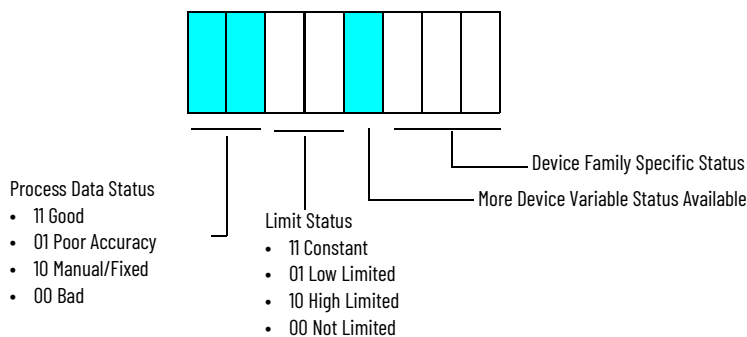 Device Family Specific Status
More Device Variable Status Available
Process Data Status
• 11 Good
• 01 Poor Accuracy
• 10 Manual/Fixed
• 00 Bad
Limit Status
• 11 Constant
• 01 Low Limited
• 10 High Limited
• 00 Not Limited